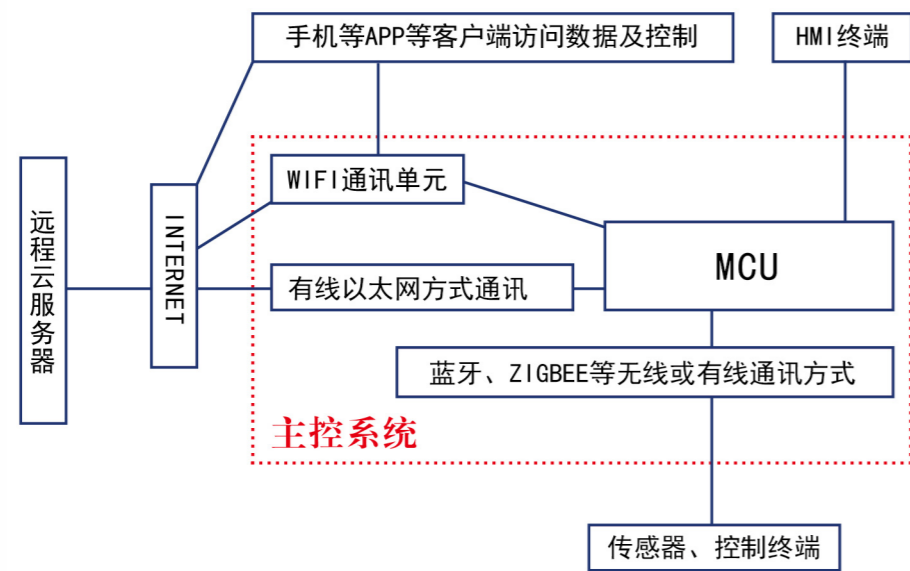 手机等APP等客户端访问数据及控制
HMI终端
WIFI通讯单元
远程云服务器
INTERNET
MCU
有线以太网方式通讯
蓝牙、ZIGBEE等无线或有线通讯方式
主控系统
传感器、控制终端